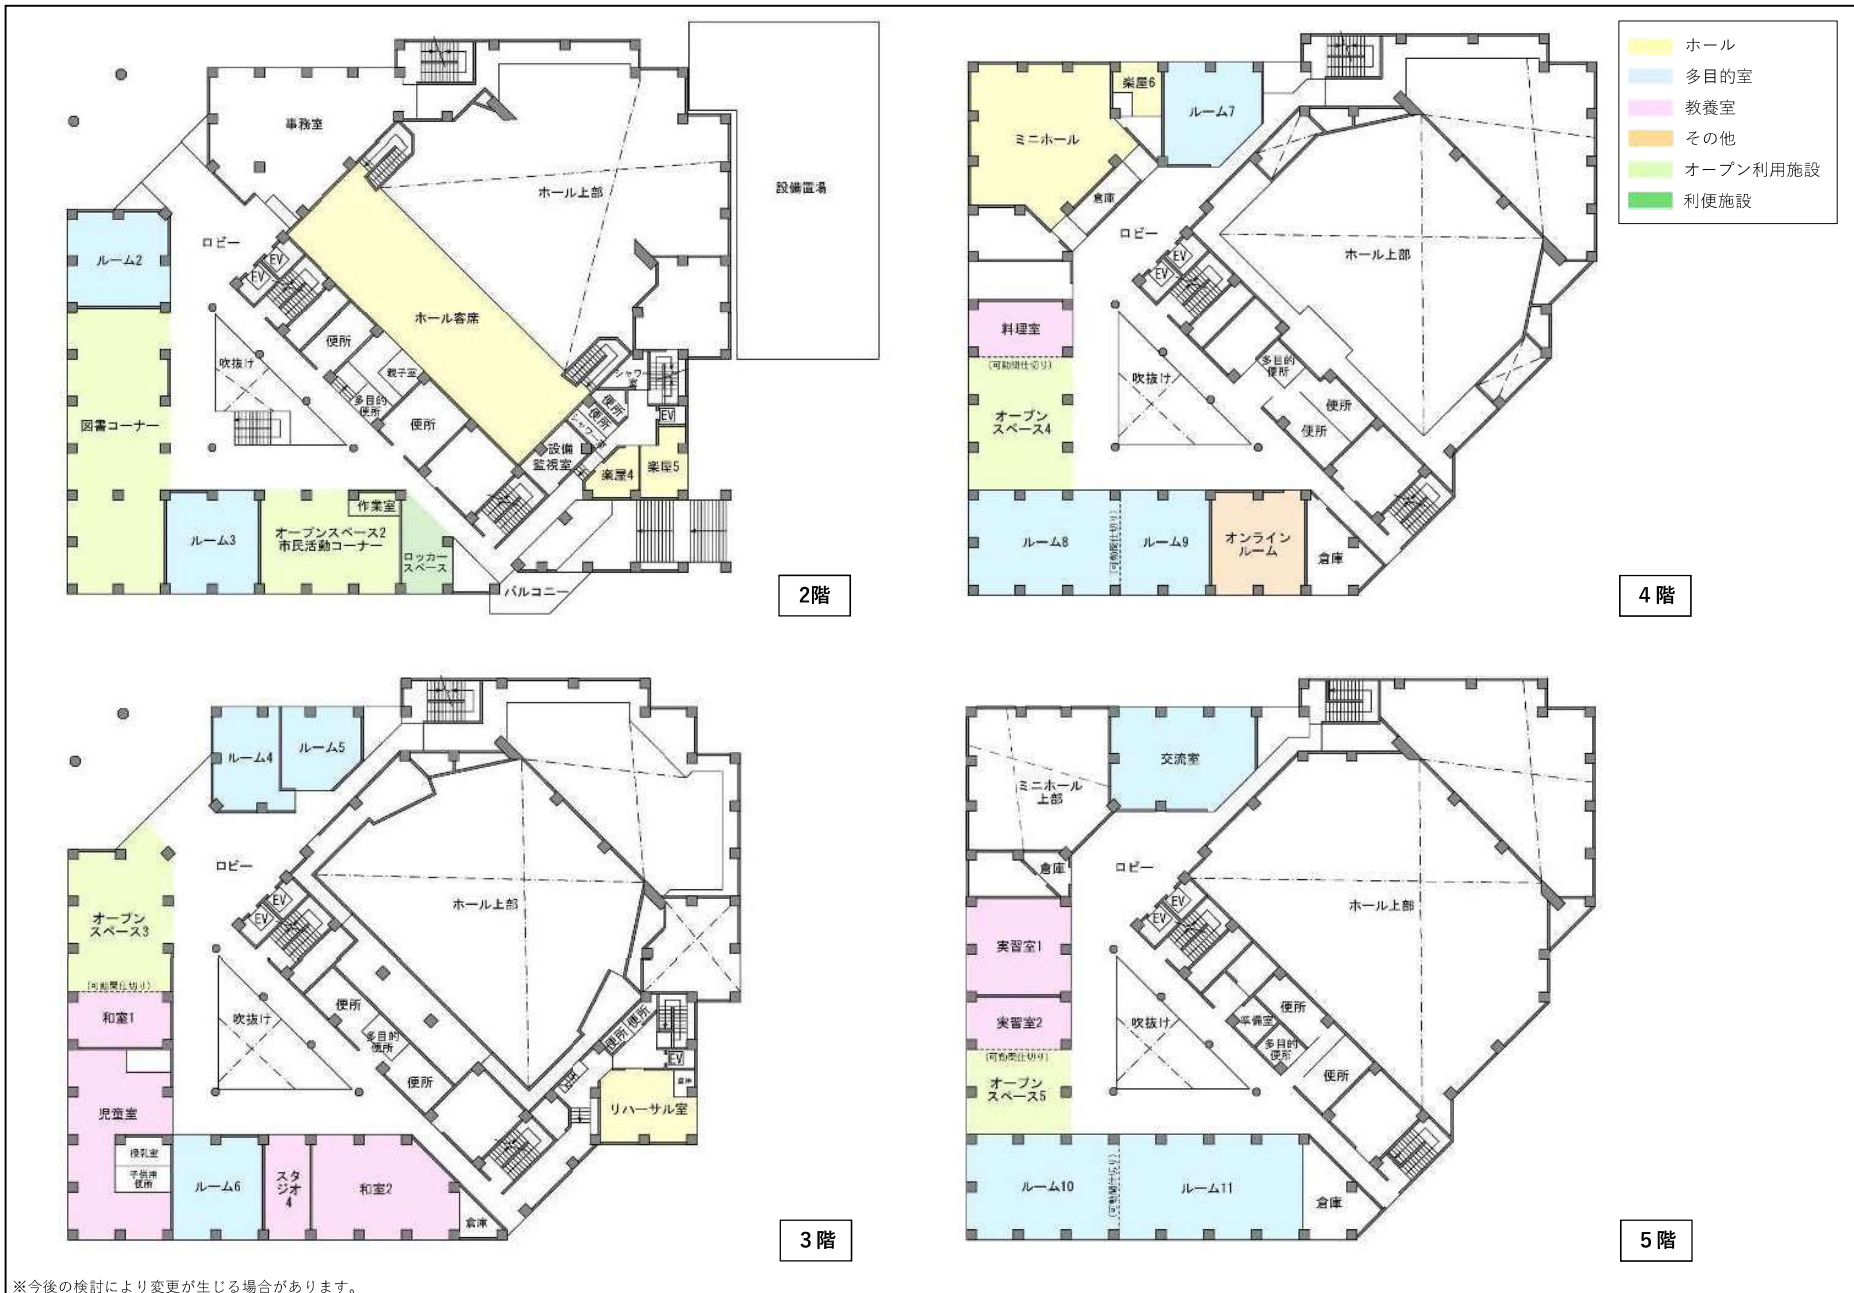 事務室
ホール上部
設備置場
ルーム2
ロビー
EV
EV
ホール客席
便所
吹抜け
親子室
多目的
便所
便所
シャワー
室
便所
便所
シャワー室
EV
図書コーナー
設備
監視室
楽屋4
楽屋5
作業室
ルーム3
オープンスペース2
市民活動コーナー
ロッカー
スペース
バルコニー
2階
楽屋6
ルーム7
ミニホール
倉庫
ロビー
EV
EV
ホール上部
料理室
(可動間仕切り)
吹抜け
多目的
便所
オープン
スペース4
便所
便所
ルーム8
(可動間仕切り)
ルーム9
オンライン
ルーム
倉庫
4階
ホール
多目的室
教養室
その他
オープン利用施設
利便施設
ルーム4
ルーム5
ロビー
EV
EV
ホール上部
オープン
スペース3
(可動間仕切り)
和室1
吹抜け
便所
多目的
便所
便所
便所
便所
EV
倉庫
リハーサル室
児童室
授乳室
子供用
便所
ルーム6
スタジオ4
和室2
倉庫
3階
交流室
ミニホール
上部
倉庫
ロビー
EV
EV
ホール上部
実習室1
実習室2
(可動間仕切り)
吹抜け
便所
準備室
多目的
便所
便所
オープン
スペース5
ルーム10
(可動間仕切り)
ルーム11
倉庫
5階
※今後の検討により変更が生じる場合があります。